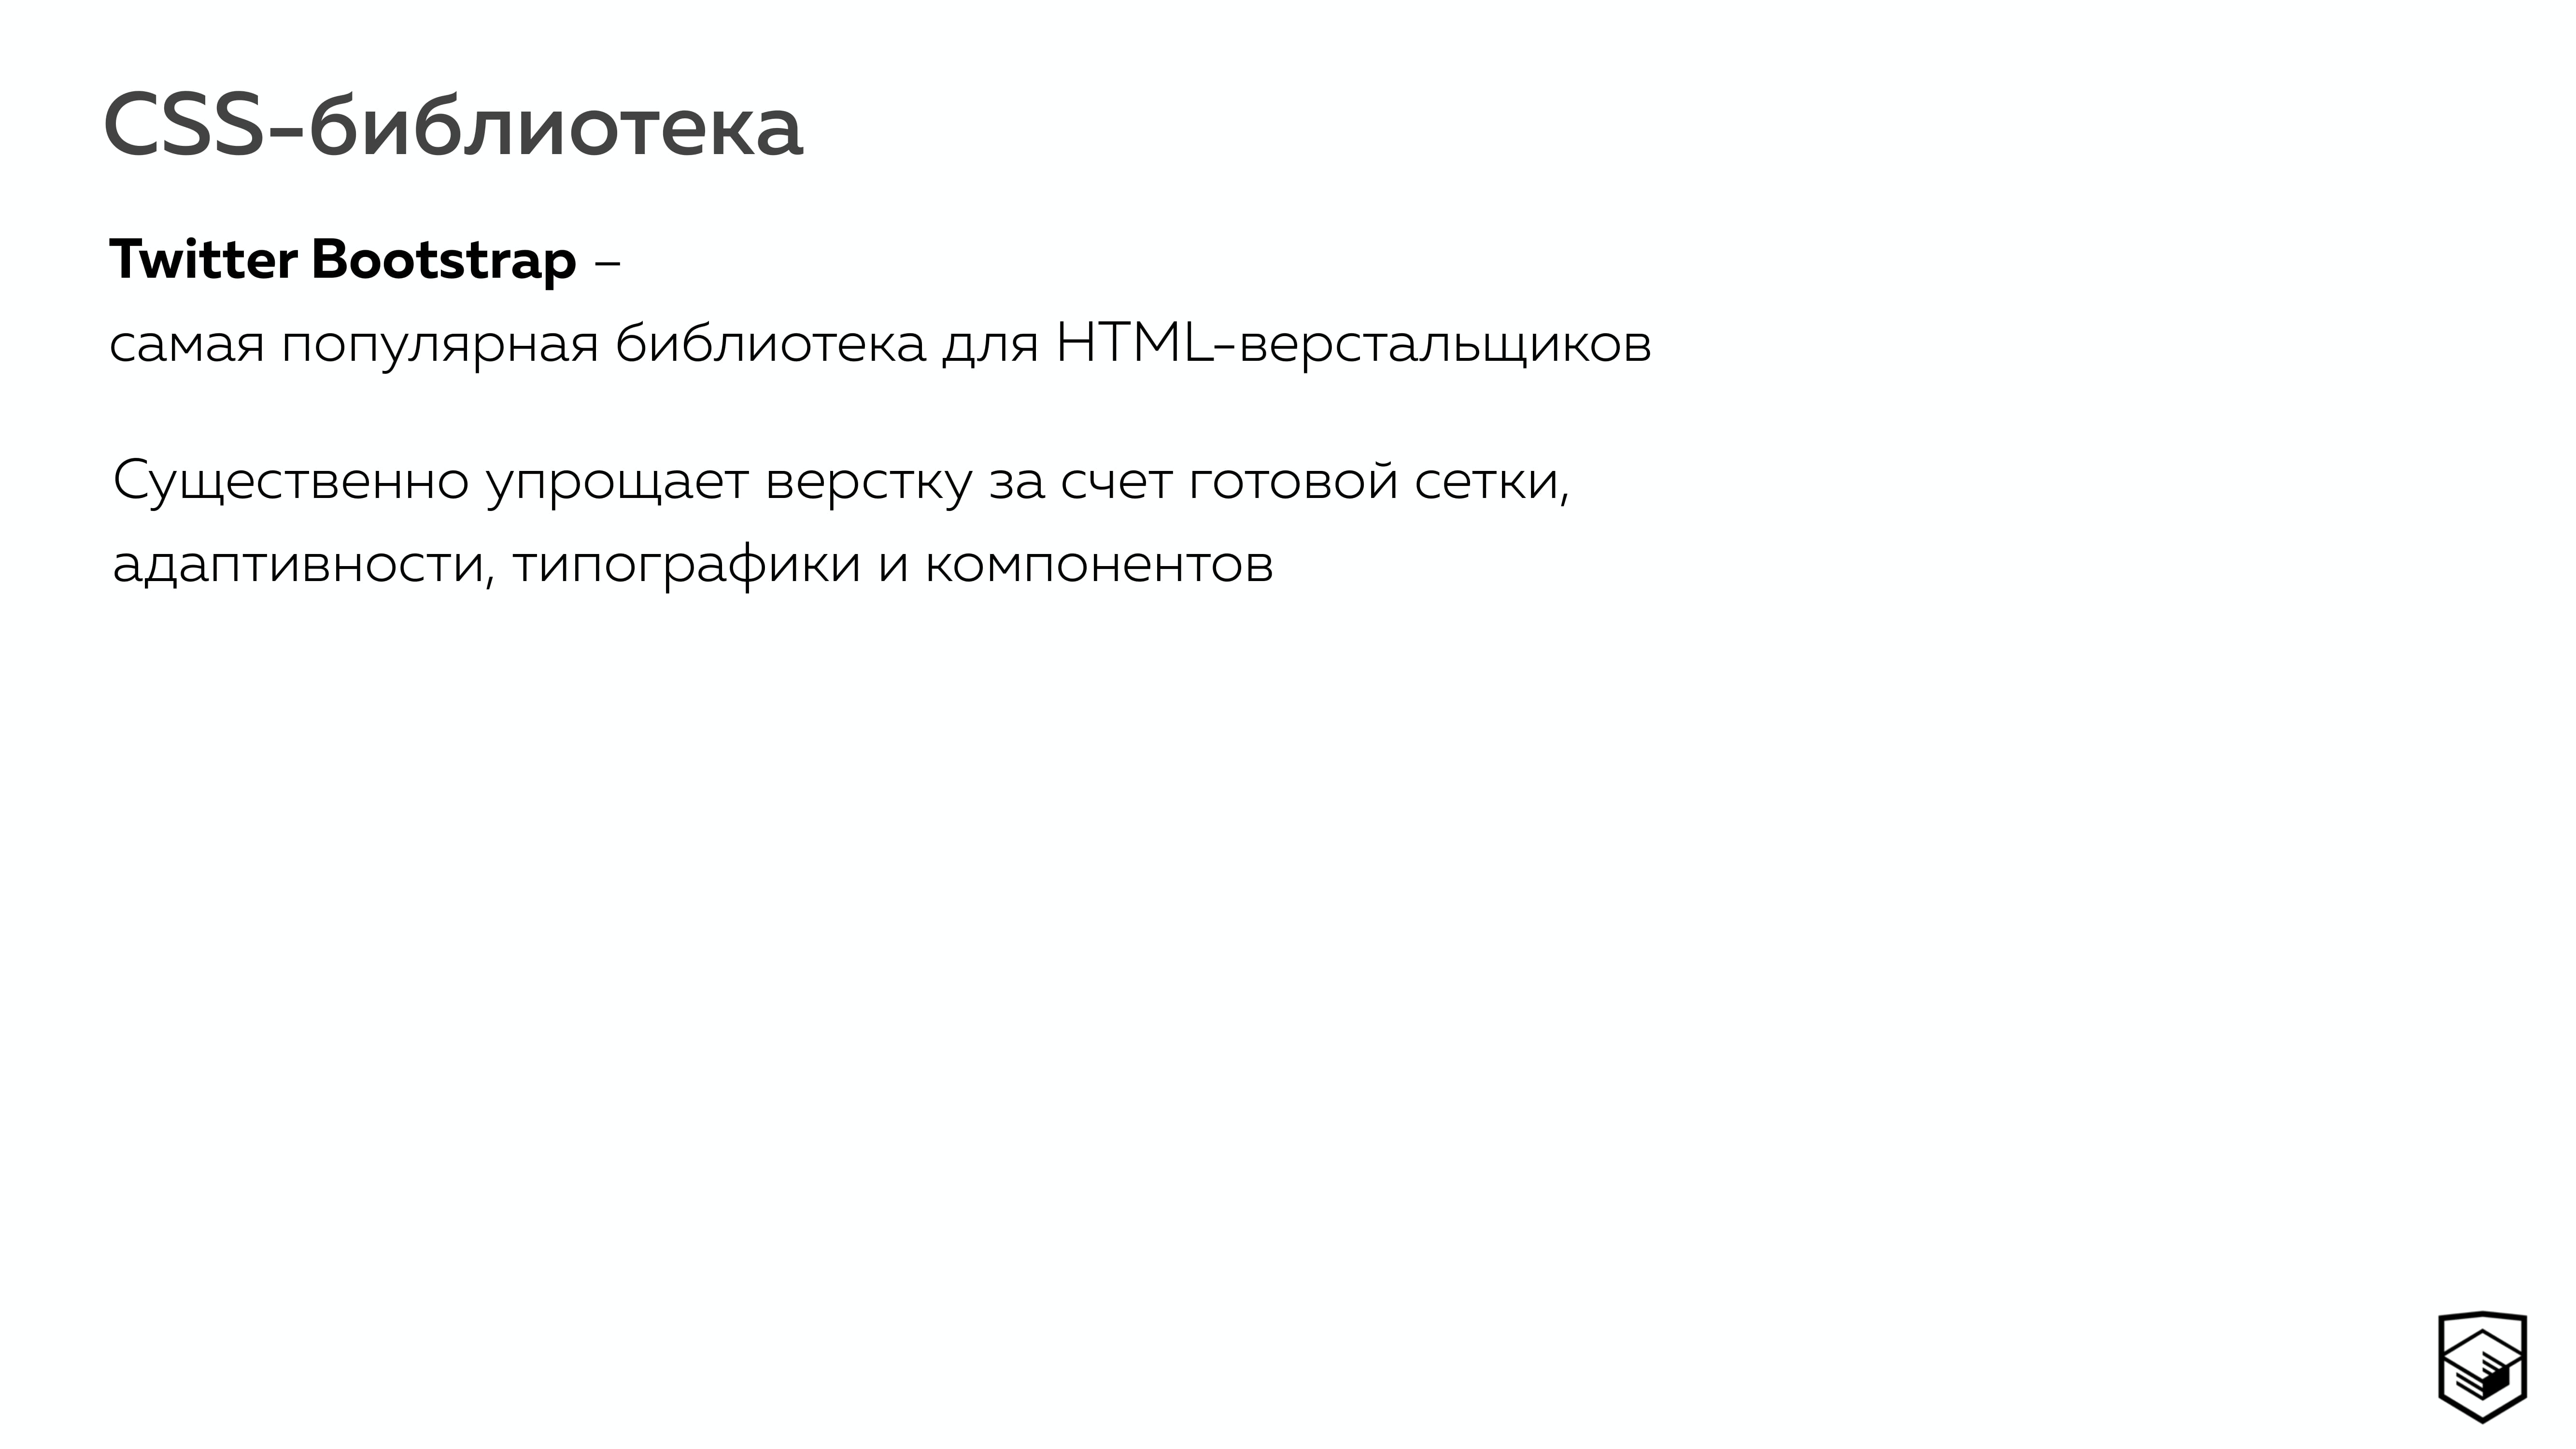 CSS-библиотека
Twitter Bootstrap –
самая популярная библиотека для HTML-верстальщиков
Существенно упрощает верстку за счет готовой сетки,
адаптивности, типографики и компонентов